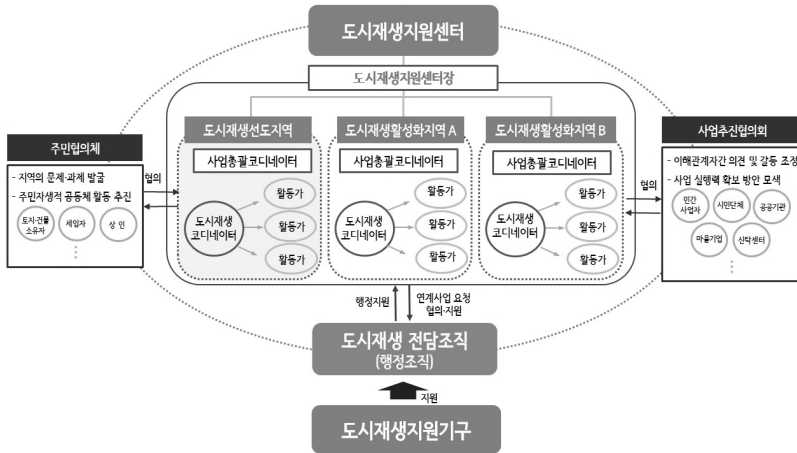 도시재생지원센터
도시재생지원센터장
도시재생선도지역
사업총괄코디네이터
도시재생
코디네이터
활동가
활동가
활동가
도시재생활성화지역 A
사업총괄코디네이터
도시재생
코디네이터
활동가
활동가
활동가
도시재생활성화지역 B
사업총괄코디네이터
도시재생
코디네이터
활동가
활동가
활동가
주민협의체
- 지역의 문제·과제 발굴
- 주민자생적 공동체 활동 추진
토지·건물
소유자
세입자
상 인
협의
사업추진협의회
- 이해관계자간 의견 및 갈등 조정
- 사업 실행력 확보 방안 모색
민간
사업자
시민단체
공공기관
마을기업
신탁센터
협의
행정지원
연계사업 요청
협의·지원
도시재생 전담조직
(행정조직)
지원
도시재생지원기구